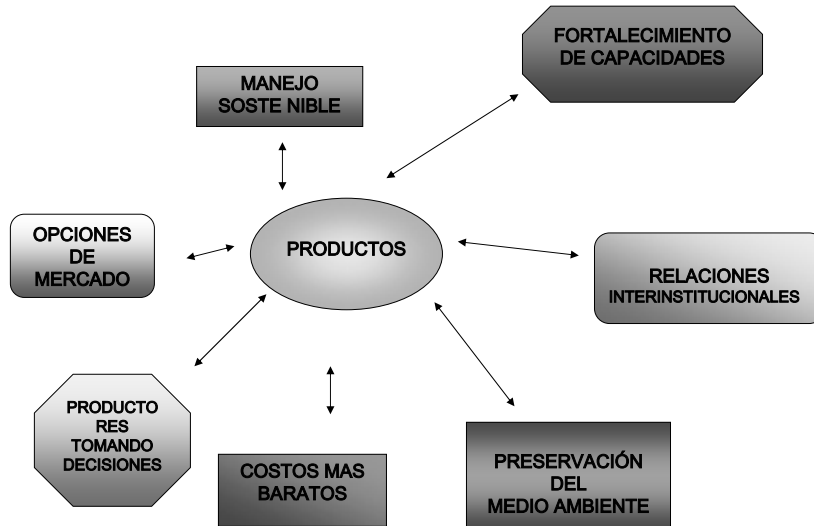 FORTALECIMIENTO
DE CAPACIDADES
MANEJO
SOSTE NIBLE
OPCIONES
DE
MERCADO
PRODUCTOS
RELACIONES
INTERINSTITUCIONALES
PRODUCTO
RES
TOMANDO
DECISIONES
COSTOS MAS
BARATOS
PRESERVACIÓN
DEL
MEDIO AMBIENTE